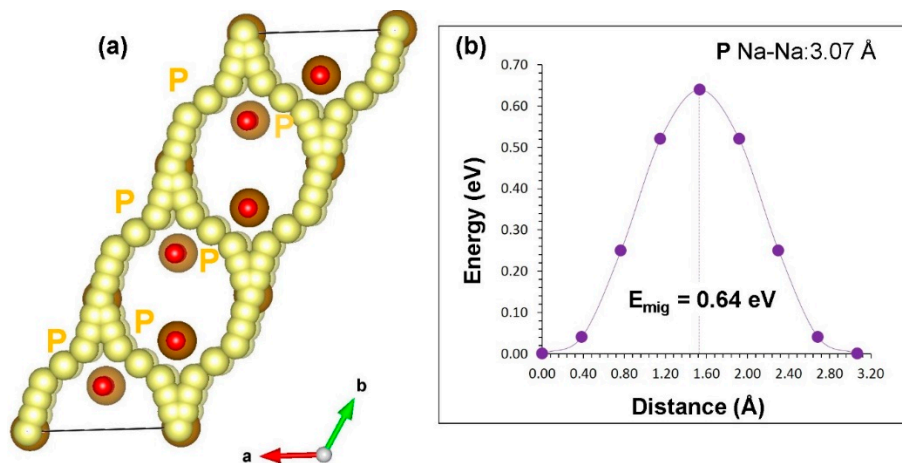 (a)
P
P
P
P
P
P
a
b
(b)
P Na-Na:3.07 Å
Energy (eV)
0.70
0.60
0.50
0.40
0.30
0.20
0.10
0.00
E_mig = 0.64 eV
0.00 0.40 0.80 1.20 1.60 2.00 2.40 2.80 3.20
Distance (Å)